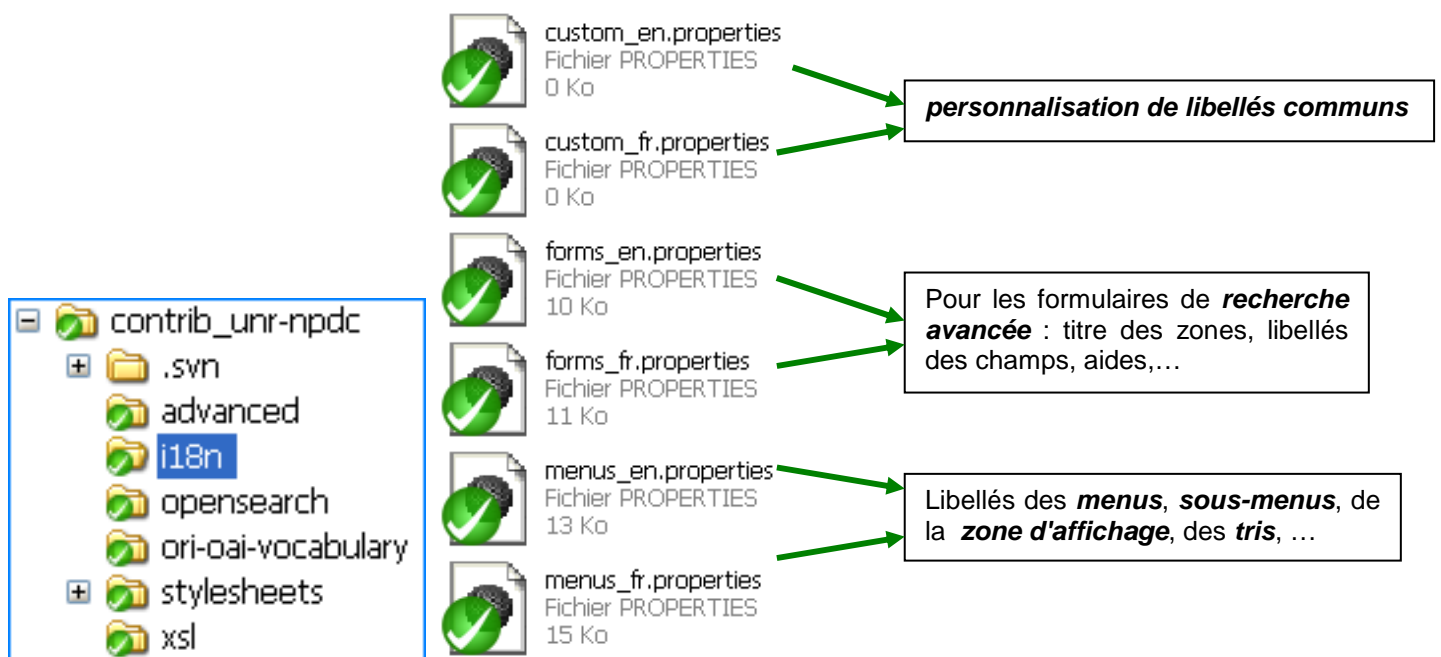 contrib_unr-npdc
.svn
advanced
i18n
opensearch
ori-oai-vocabulary
stylesheets
xsl
custom_en.properties
Fichier PROPERTIES
0 Ko
custom_fr.properties
Fichier PROPERTIES
0 Ko
forms_en.properties
Fichier PROPERTIES
10 Ko
forms_fr.properties
Fichier PROPERTIES
11 Ko
menus_en.properties
Fichier PROPERTIES
13 Ko
menus_fr.properties
Fichier PROPERTIES
15 Ko
personnalisation de libellés communs
Pour les formulaires de recherche
avancée : titre des zones, libellés
des champs, aides,…
Libellés des menus, sous-menus, de
la zone d'affichage, des tris, …